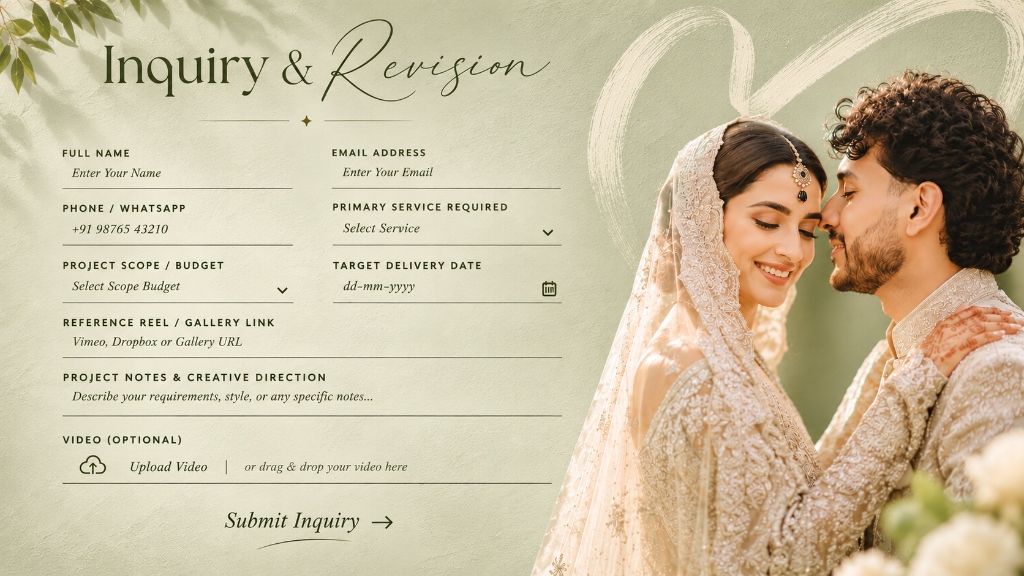 Inquiry & Revision
FULL NAME
Enter Your Name
EMAIL ADDRESS
Enter Your Email
PHONE / WHATSAPP
+91 98765 43210
PRIMARY SERVICE REQUIRED
Select Service
PROJECT SCOPE / BUDGET
Select Scope Budget
TARGET DELIVERY DATE
dd-mm-yyyy
REFERENCE REEL / GALLERY LINK
Vimeo, Dropbox or Gallery URL
PROJECT NOTES & CREATIVE DIRECTION
Describe your requirements, style, or any specific notes...
VIDEO (OPTIONAL)
Upload Video | or drag & drop your video here
Submit Inquiry →